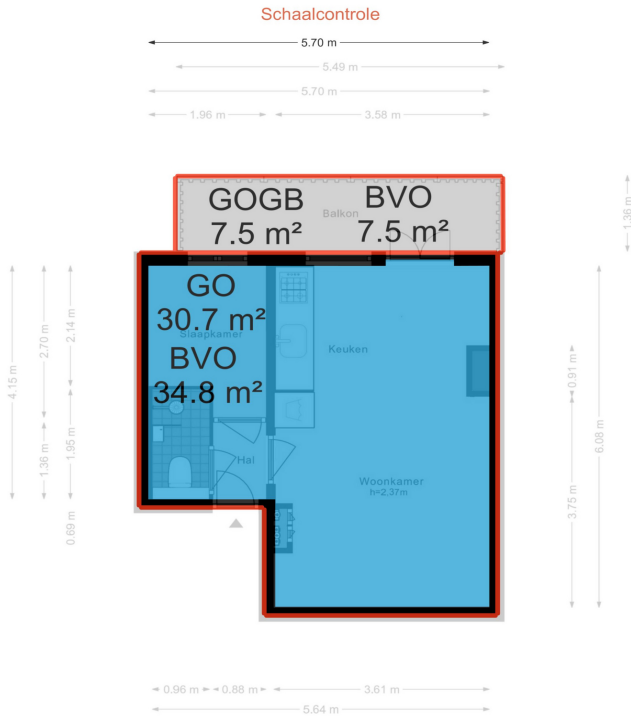 Schaalcontrole
5.70 m
5.49 m
5.70 m
1.96 m
3.58 m
GOGB
7.5 m²
Balkon
BVO
7.5 m²
1.36 m
GO
30.7 m²
Slaapkamer
BVO
34.8 m²
Keuken
Hal
Woonkamer
h=2,37m
4.15 m
2.70 m
1.36 m
2.14 m
1.95 m
0.69 m
0.91 m
3.75 m
6.08 m
0.96 m
0.88 m
3.61 m
5.64 m